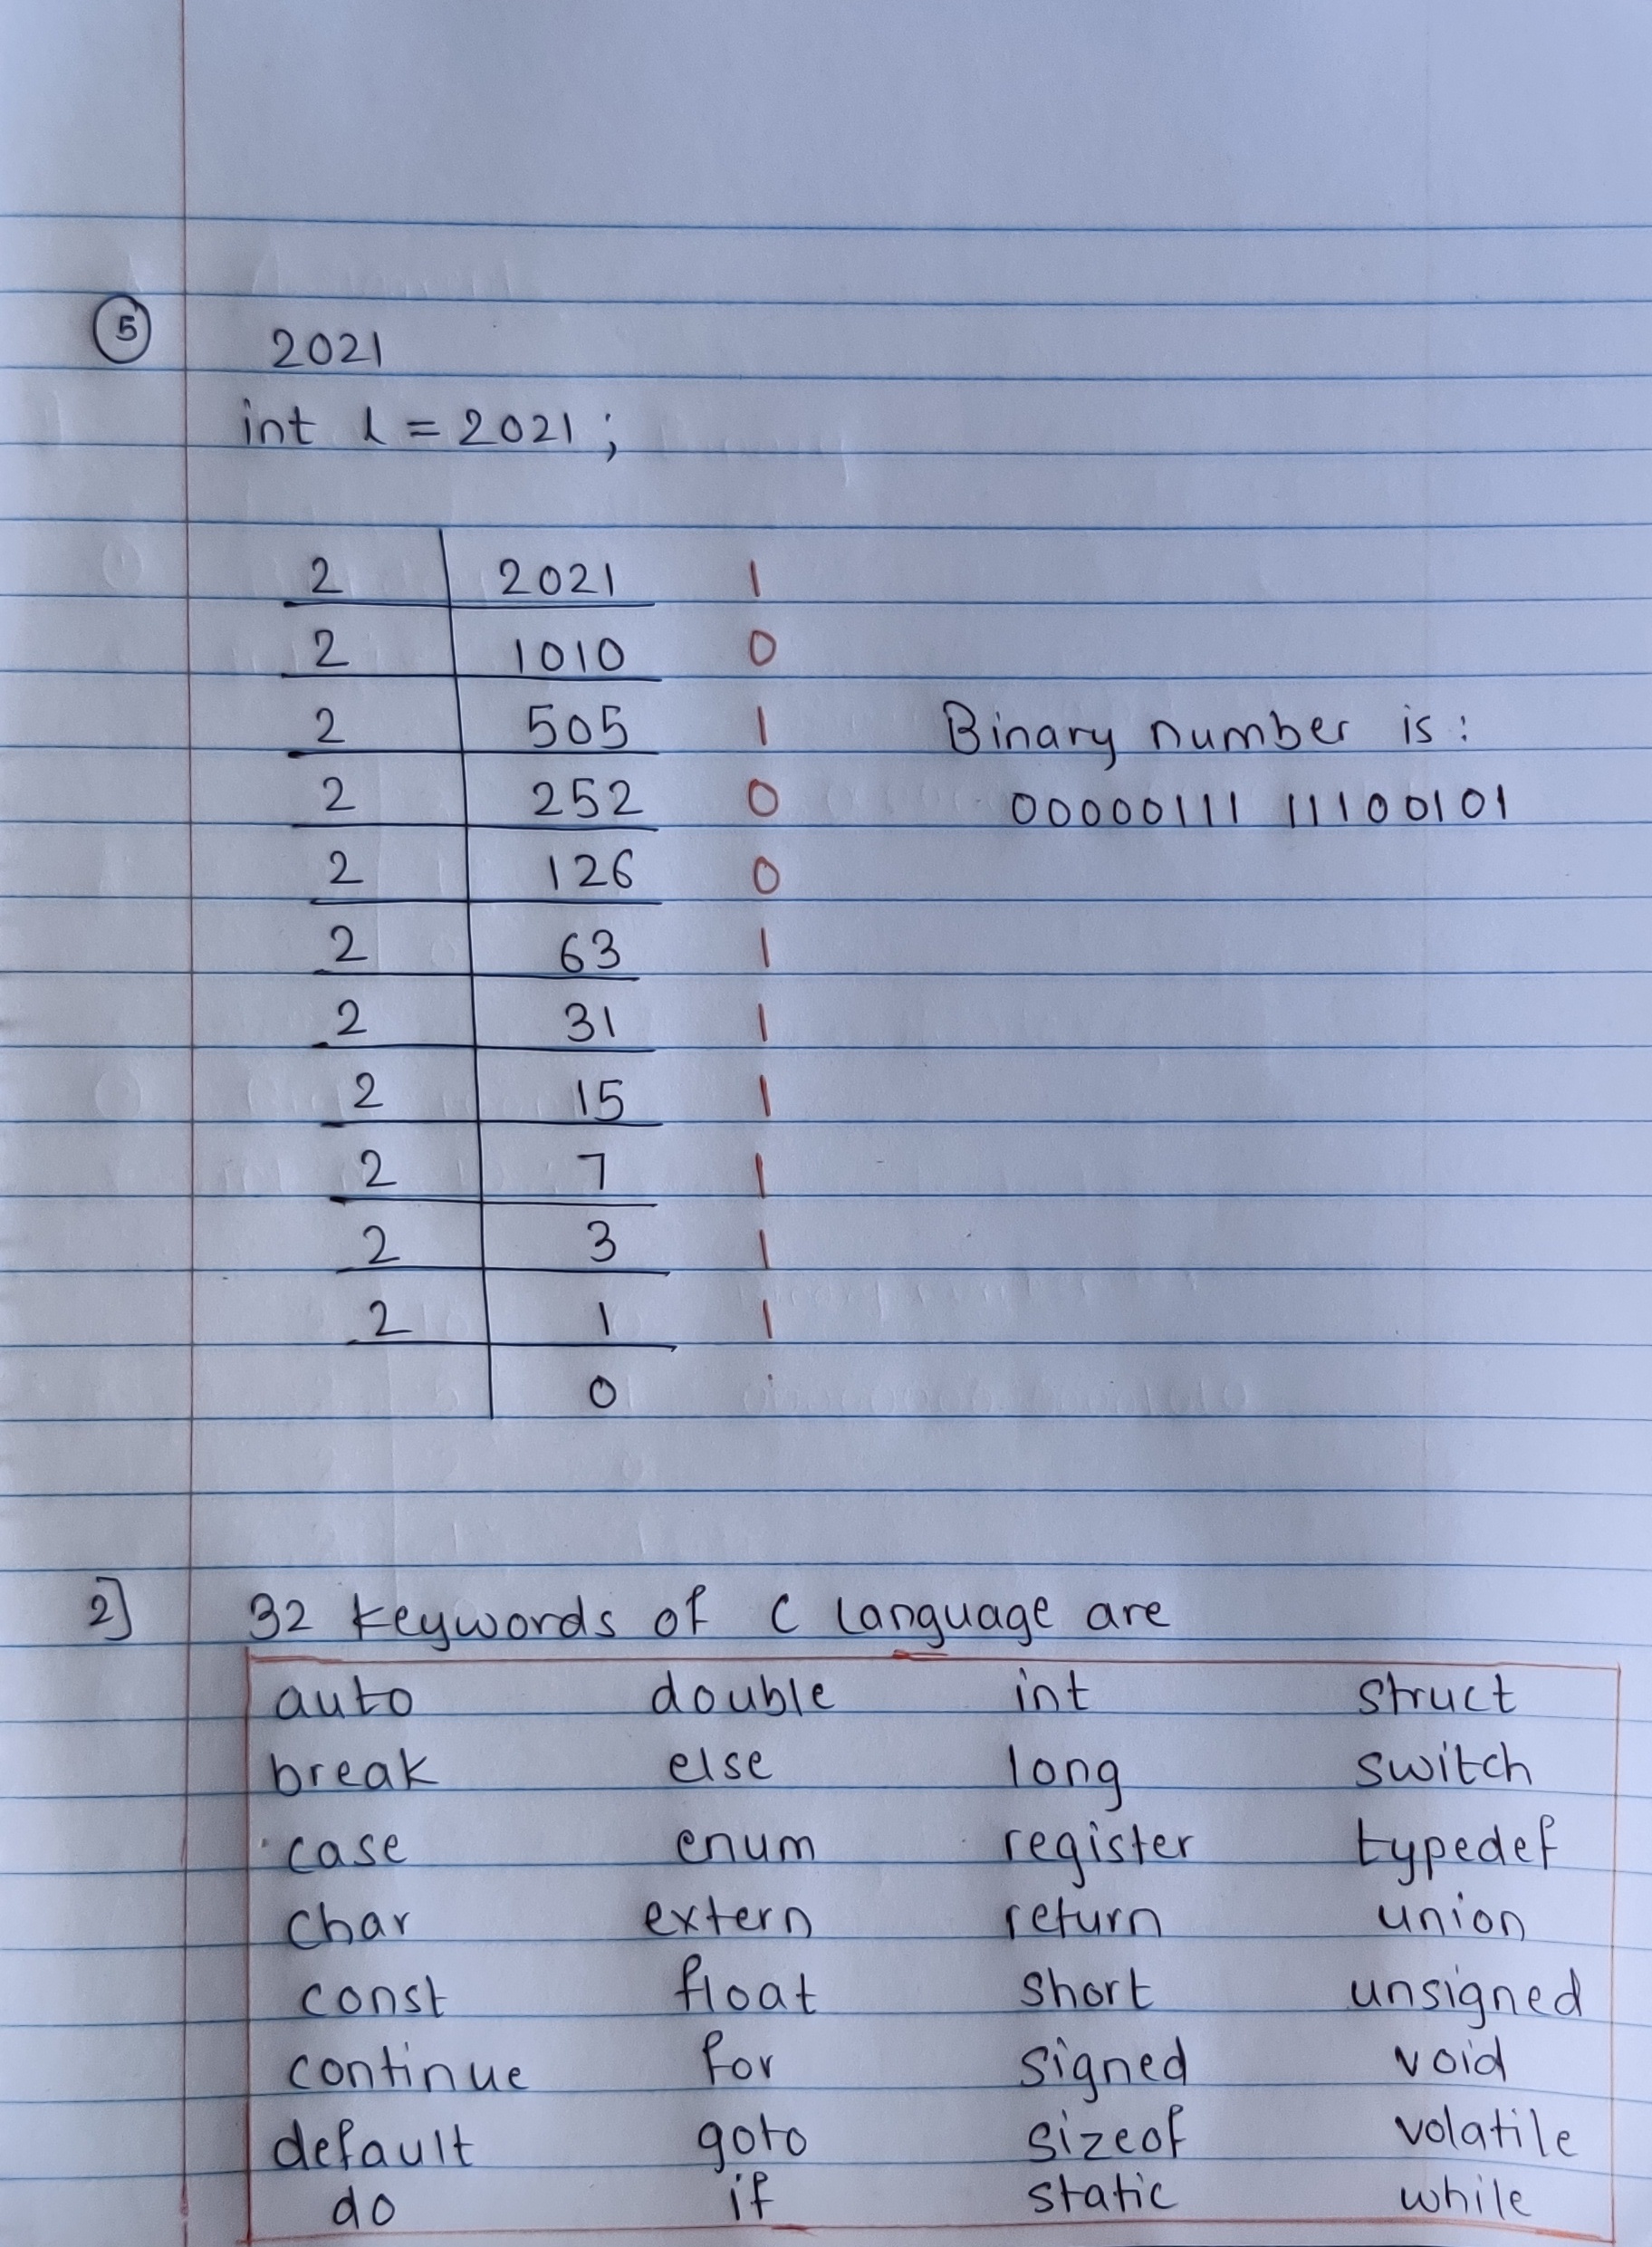 5 2021
int i = 2021 ;
2 2021 1
2 1010 0
2 505 1
2 252 0
2 126 0
2 63 1
2 31 1
2 15 1
2 7 1
2 3 1
2 1 1
0
Binary number is :
00000111 11100101
2] 32 keywords of C language are
auto double int struct
break else long switch
case enum register typedef
char extern return union
const float short unsigned
continue for signed void
default goto sizeof volatile
do if static while